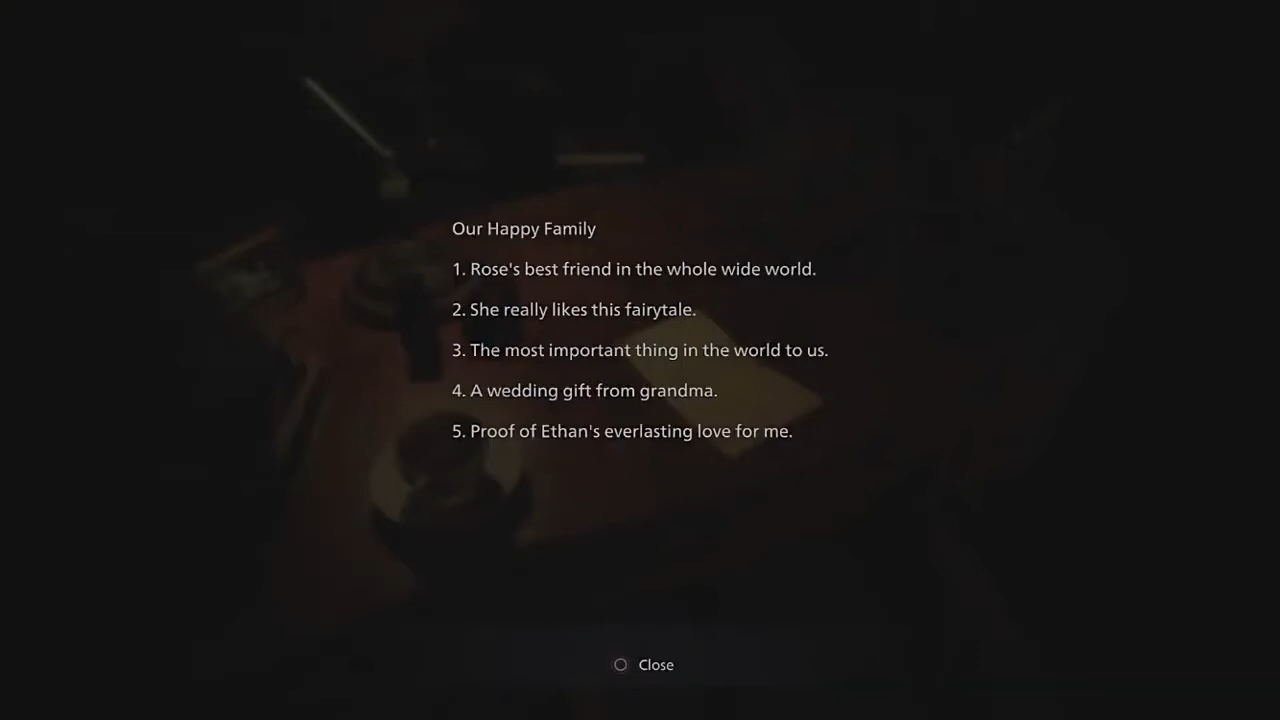 Our Happy Family
1. Rose's best friend in the whole wide world.
2. She really likes this fairytale.
3. The most important thing in the world to us.
4. A wedding gift from grandma.
5. Proof of Ethan's everlasting love for me.
Close